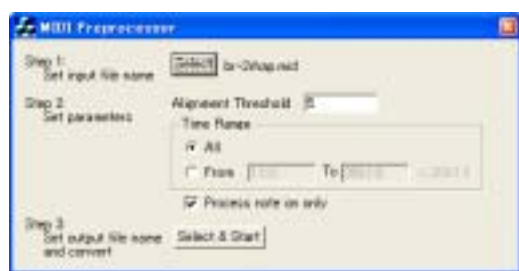 MIDI Preprocessor
Step 1:
Set input file name
Select
Step 2:
Set parameters
Alignment Threshold
Time Range
All
From To
Process note on only
Step 3:
Set output file name
and convert
Select & Start